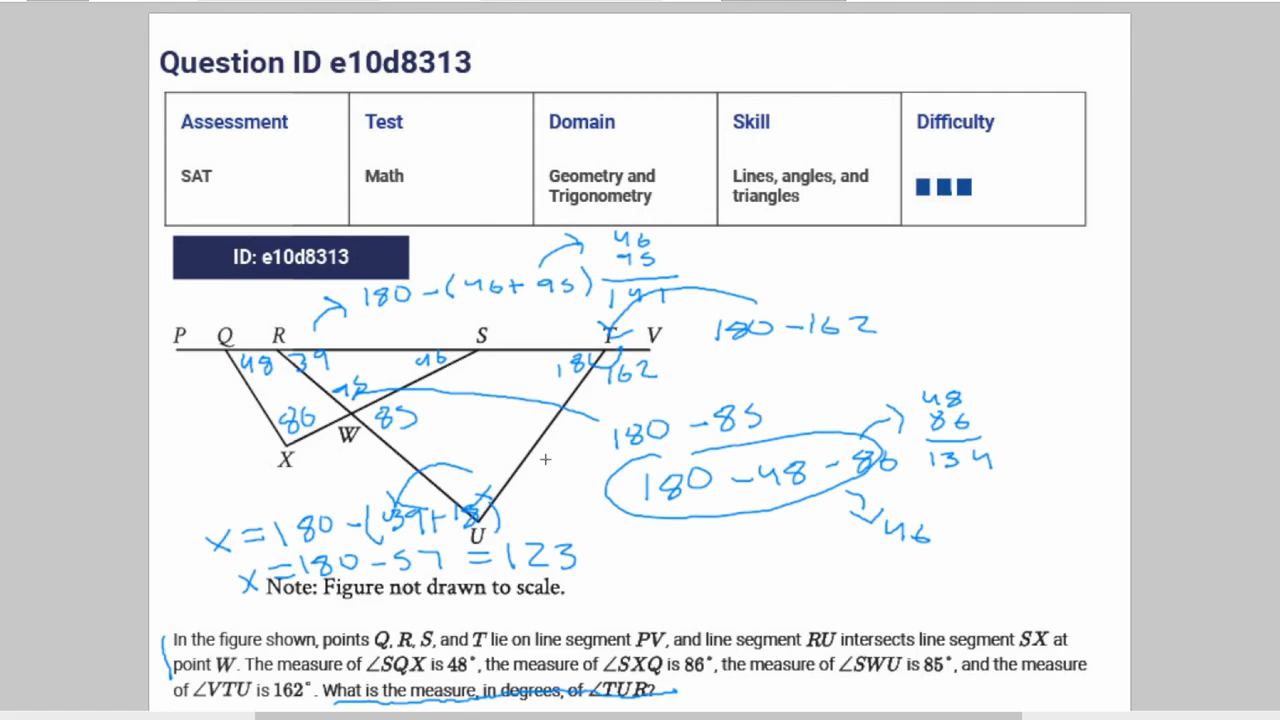 Question ID e10d8313
Assessment Test Domain Skill Difficulty
SAT Math Geometry and Trigonometry Lines, angles, and triangles
ID: e10d8313
46
95
180 - (46 + 95) 141
180 - 162
P Q R S T V
48 39 46 18 162
95
86 85
W
X
180 - 85
48
86
134
180 - 48 - 86
46
x
x = 180 - (39 + 18)
U
x = 180 - 57 = 123
Note: Figure not drawn to scale.
In the figure shown, points Q, R, S, and T lie on line segment PV, and line segment RU intersects line segment SX at
point W. The measure of ∠SQX is 48°, the measure of ∠SXQ is 86°, the measure of ∠SWU is 85°, and the measure
of ∠VTU is 162°. What is the measure, in degrees, of ∠TUR?